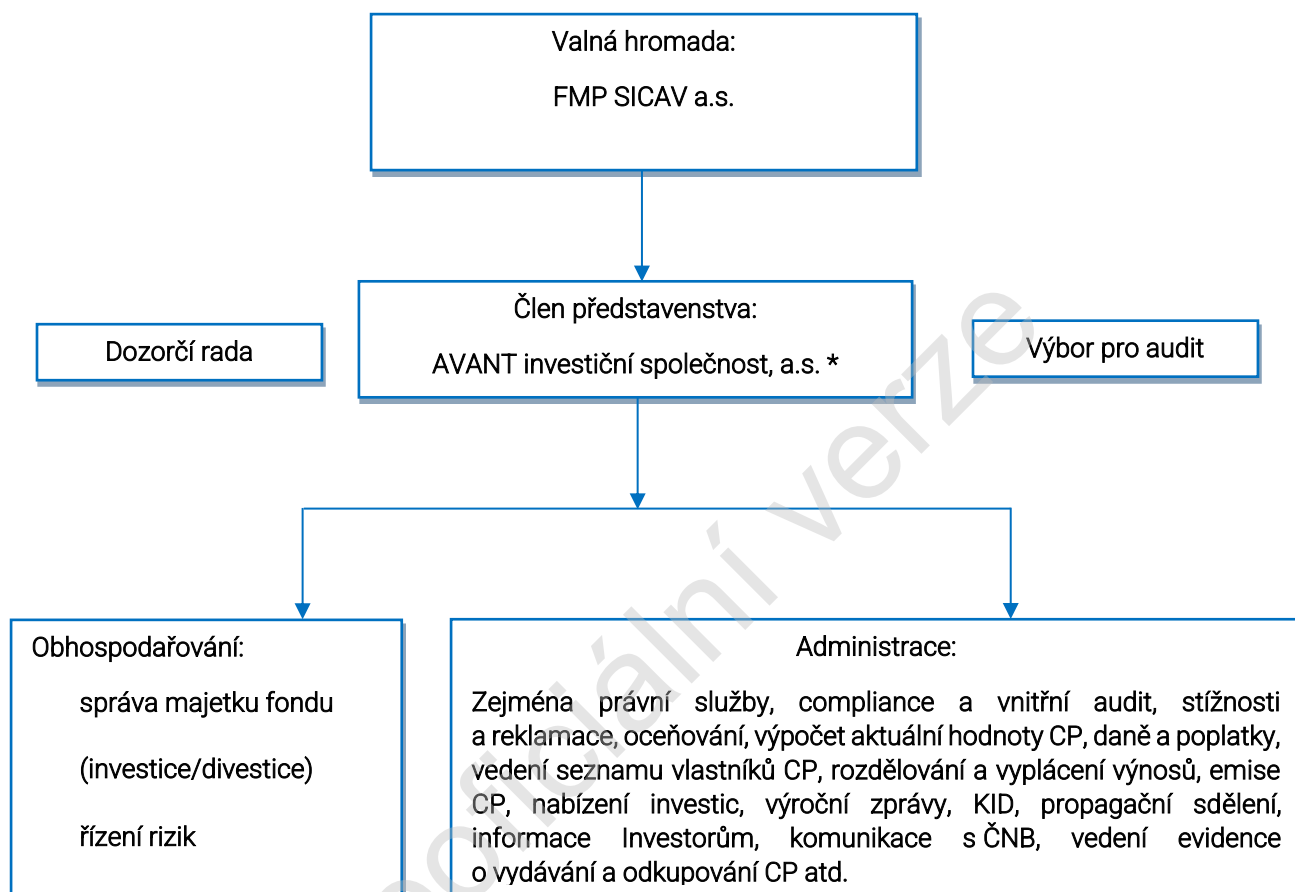 Valná hromada:
FMP SICAV a.s.
Člen představenstva:
AVANT investiční společnost, a.s. *
Dozorčí rada
Výbor pro audit
Obhospodařování:
správa majetku fondu
(investice/divestice)
řízení rizik
Administrace:
Zejména právní služby, compliance a vnitřní audit, stížnosti
a reklamace, oceňování, výpočet aktuální hodnoty CP, daně a poplatky,
vedení seznamu vlastníků CP, rozdělování a vyplácení výnosů, emise
CP, nabízení investic, výroční zprávy, KID, propagační sdělení,
informace Investorům, komunikace s ČNB, vedení evidence
o vydávání a odkupování CP atd.
oficiální verze